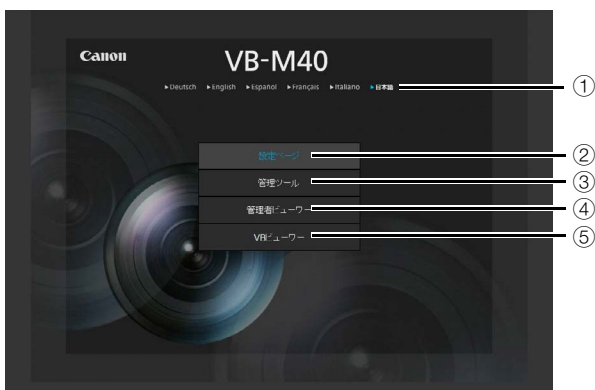 Canon
VB-M40
▸Deutsch ▸English ▸Español ▸Français ▸Italiano ▸日本語
①
設定ページ
②
管理ツール
③
管理者ビューワー
④
VBビューワー
⑤